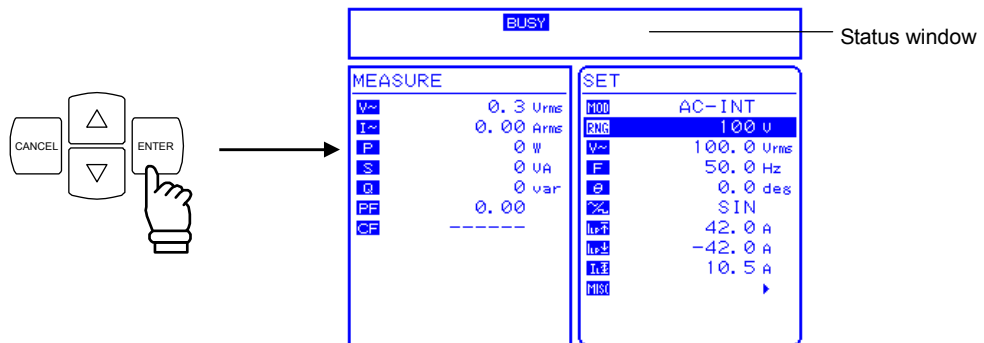 BUSY
Status window
CANCEL
ENTER
MEASURE
V~ 0.3 Vrms
I~ 0.00 Arms
P 0 W
S 0 VA
Q 0 var
PF 0.00
CF ------
SET
MOD AC-INT
RNG 100 V
V~ 100.0 Vrms
F 50.0 Hz
θ 0.0 deg
SIN
42.0 A
-42.0 A
10.5 A
MISC